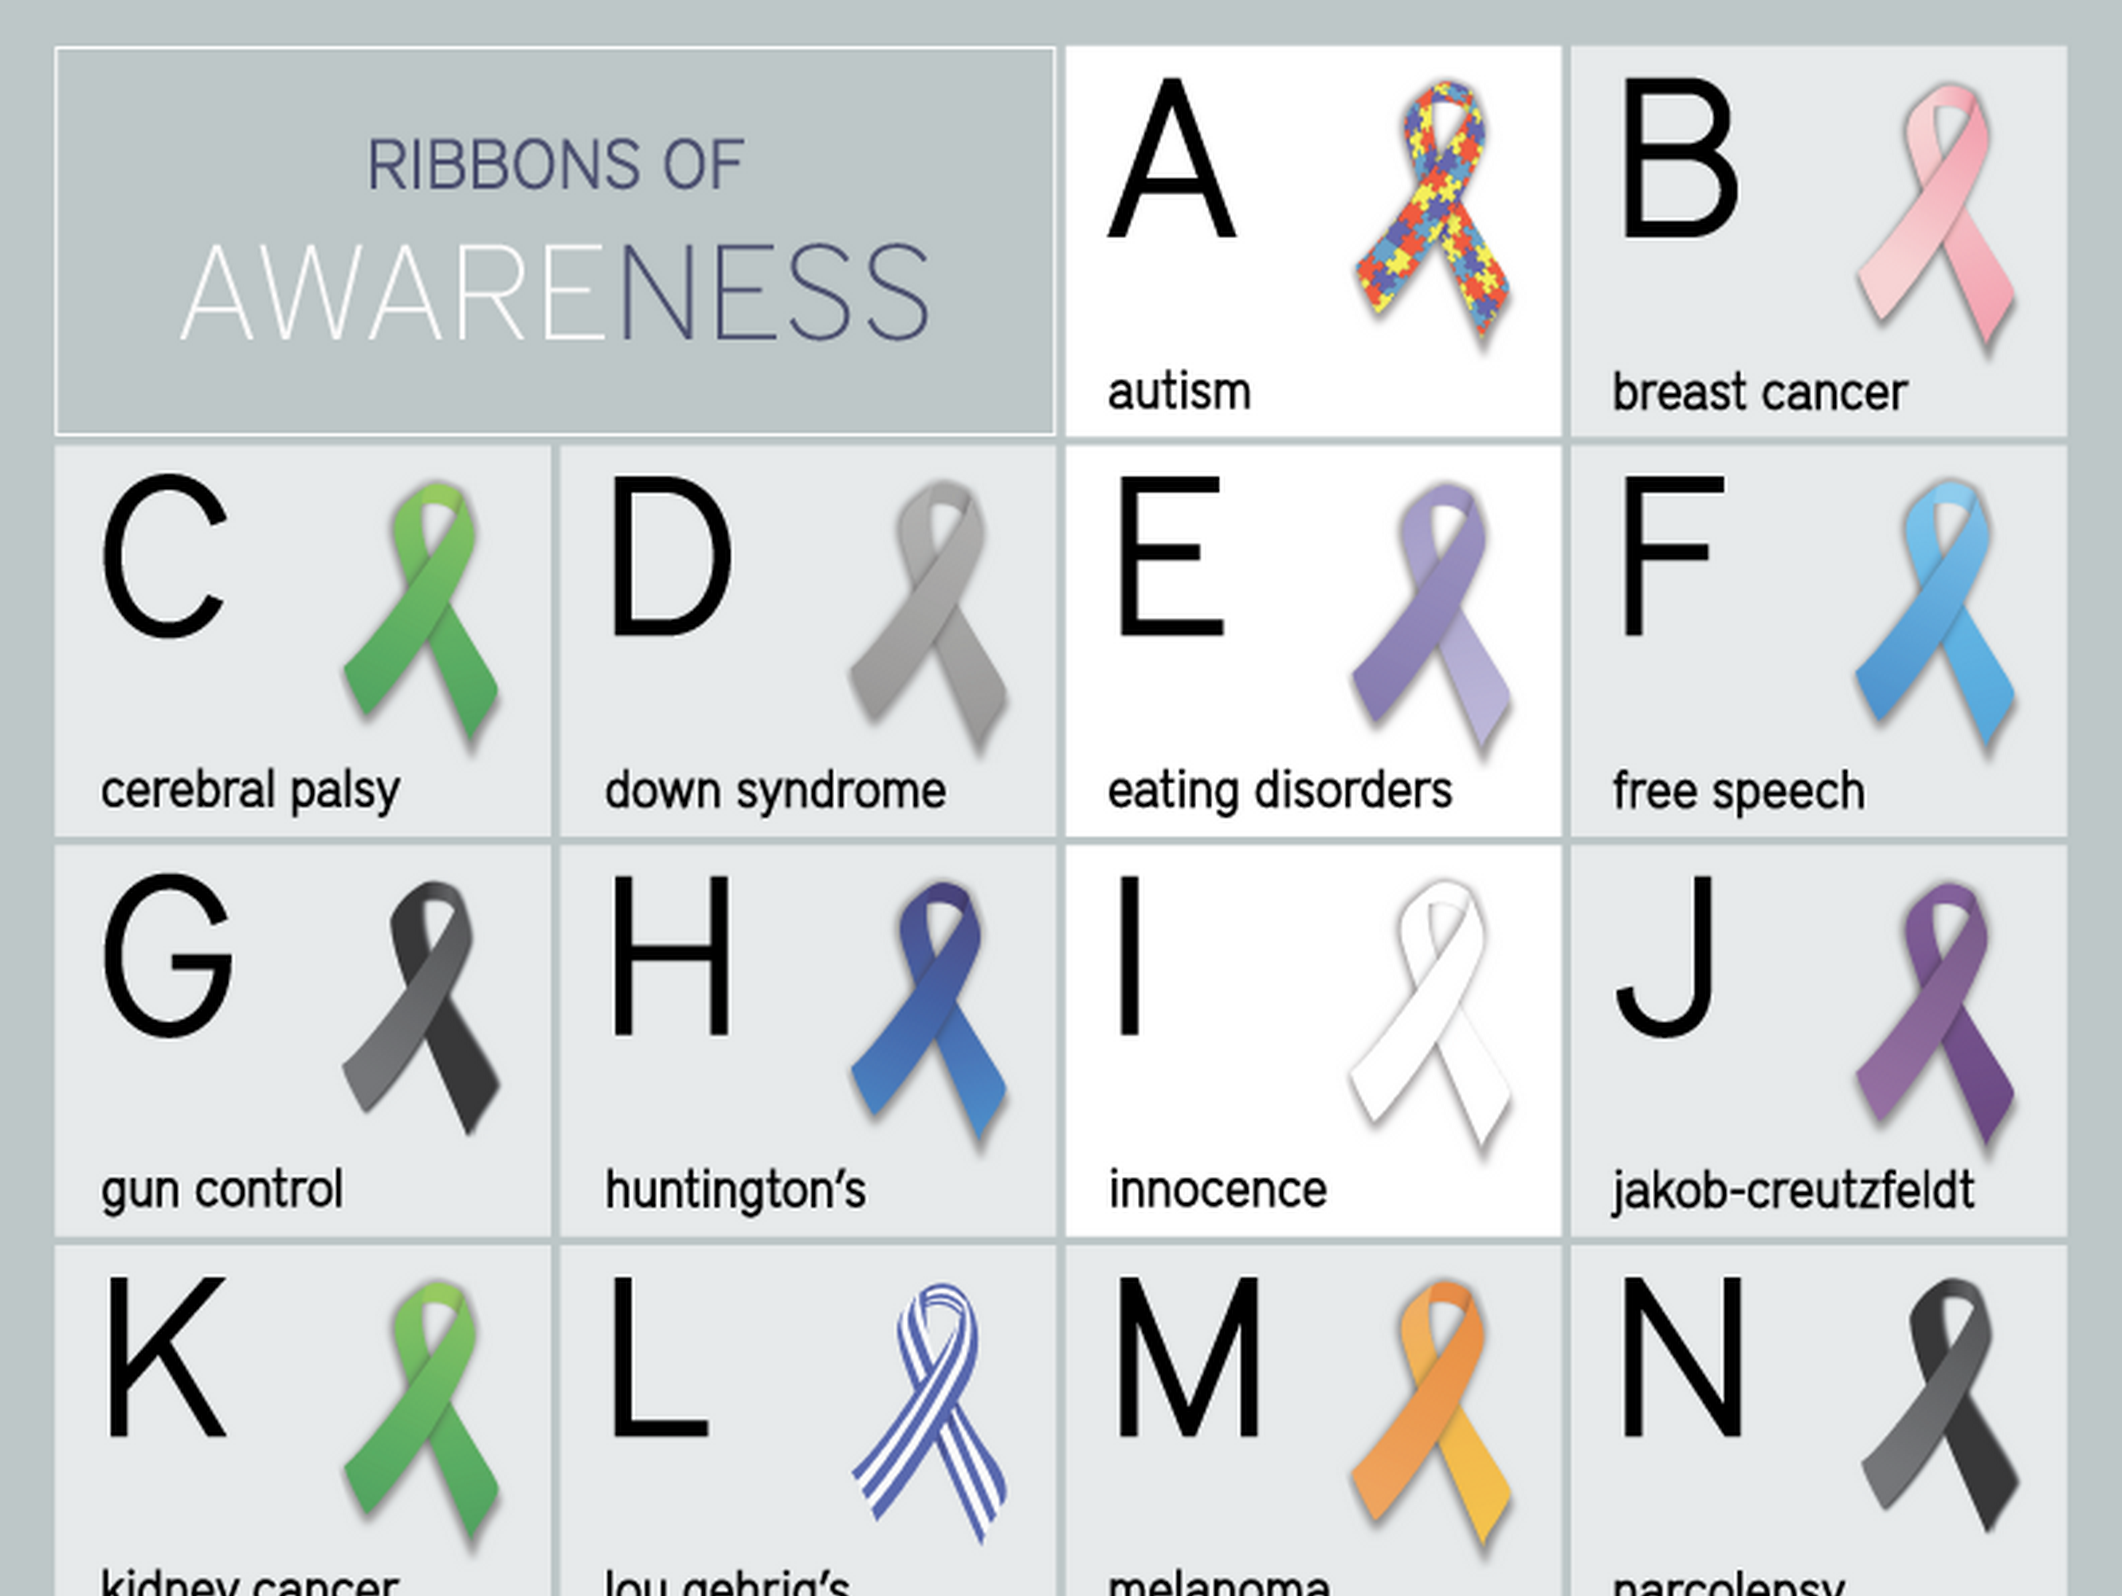 RIBBONS OF
AWARENESS
A
autism
B
breast cancer
C
cerebral palsy
D
down syndrome
E
eating disorders
F
free speech
G
gun control
H
huntington’s
I
innocence
J
jakob-creutzfeldt
K
kidney cancer
L
lou gehrig’s
M
melanoma
N
narcolepsy